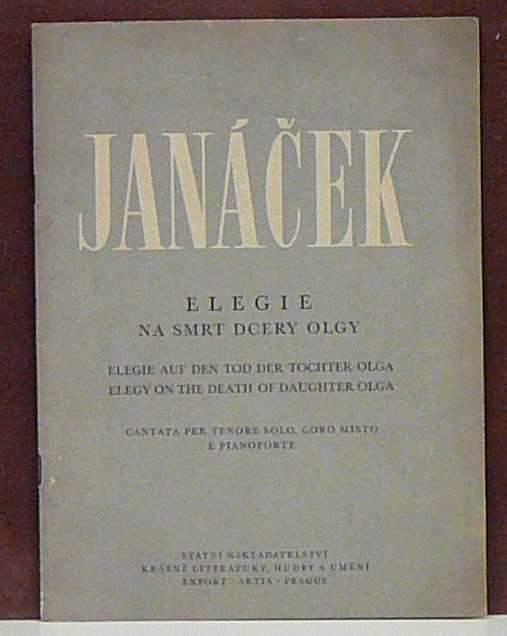 JANÁČEK
ELEGIE
NA SMRT DCERY OLGY
ELEGIE AUF DEN TOD DER TOCHTER OLGA
ELEGY ON THE DEATH OF DAUGHTER OLGA
CANTATA PER TENORE SOLO, CORO MISTO
E PIANOFORTE
STÁTNÍ NAKLADATELSTVÍ
KRÁSNÉ LITERATURY, HUDBY A UMĚNÍ
EXPORT - ARTIA - PRAGUE